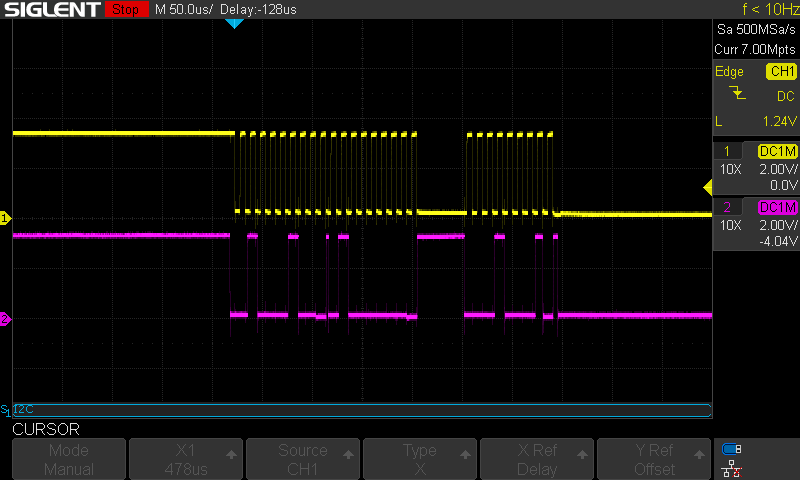 SIGLENT Stop M 50.0us/ Delay:-128us f < 10Hz
Sa 500MSa/s
Curr 7.00Mpts
Edge CH1
DC
L 1.24V
1 DC1M
10X 2.00V/
0.0V
2 DC1M
10X 2.00V/
-4.04V
1
2
S1 I2C
CURSOR
Mode
Manual
X1
478us
Source
CH1
Type
X
X Ref
Delay
Y Ref
Offset